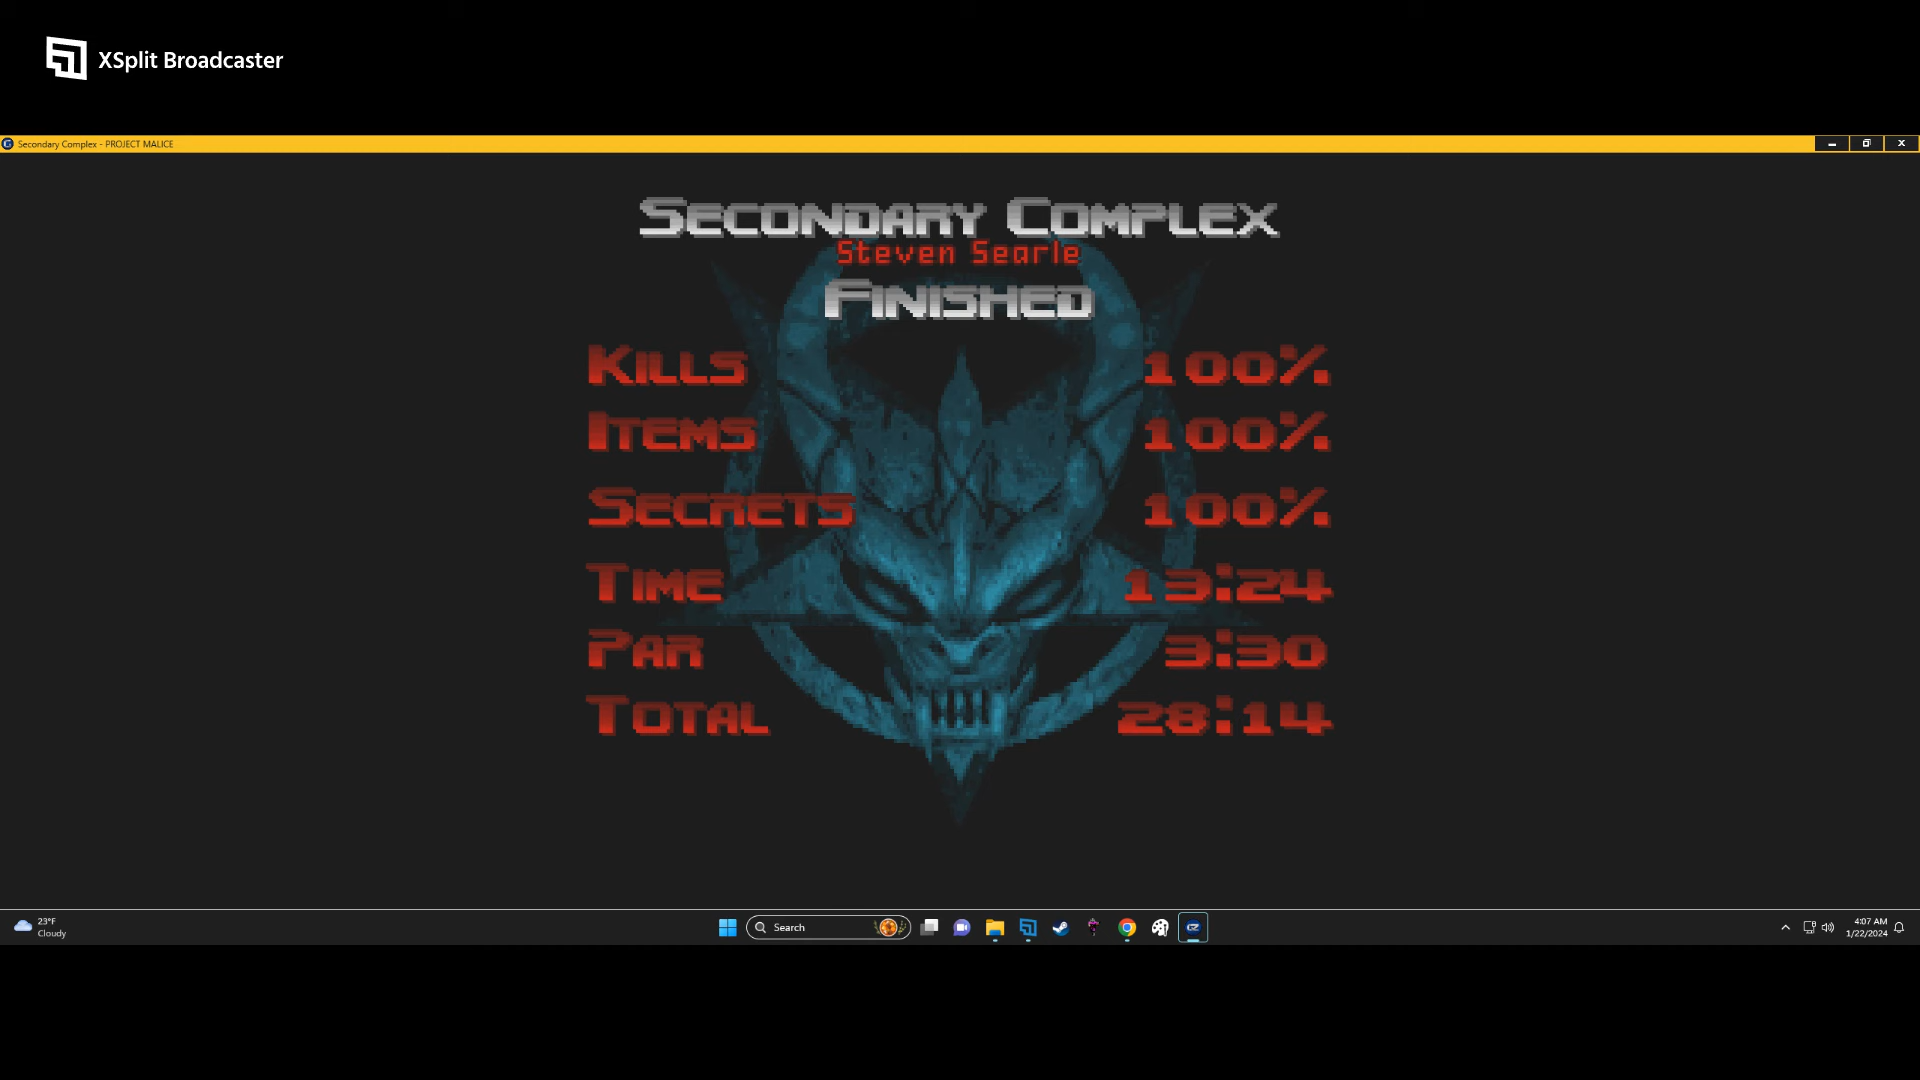 XSplit Broadcaster
Secondary Complex - PROJECT MALICE
SECONDARY COMPLEX
Steven Searle
FINISHED
KILLS 100%
ITEMS 100%
SECRETS 100%
TIME 13:24
PAR 3:30
TOTAL 28:14
23°F
Cloudy
Search
4:07 AM
1/22/2024